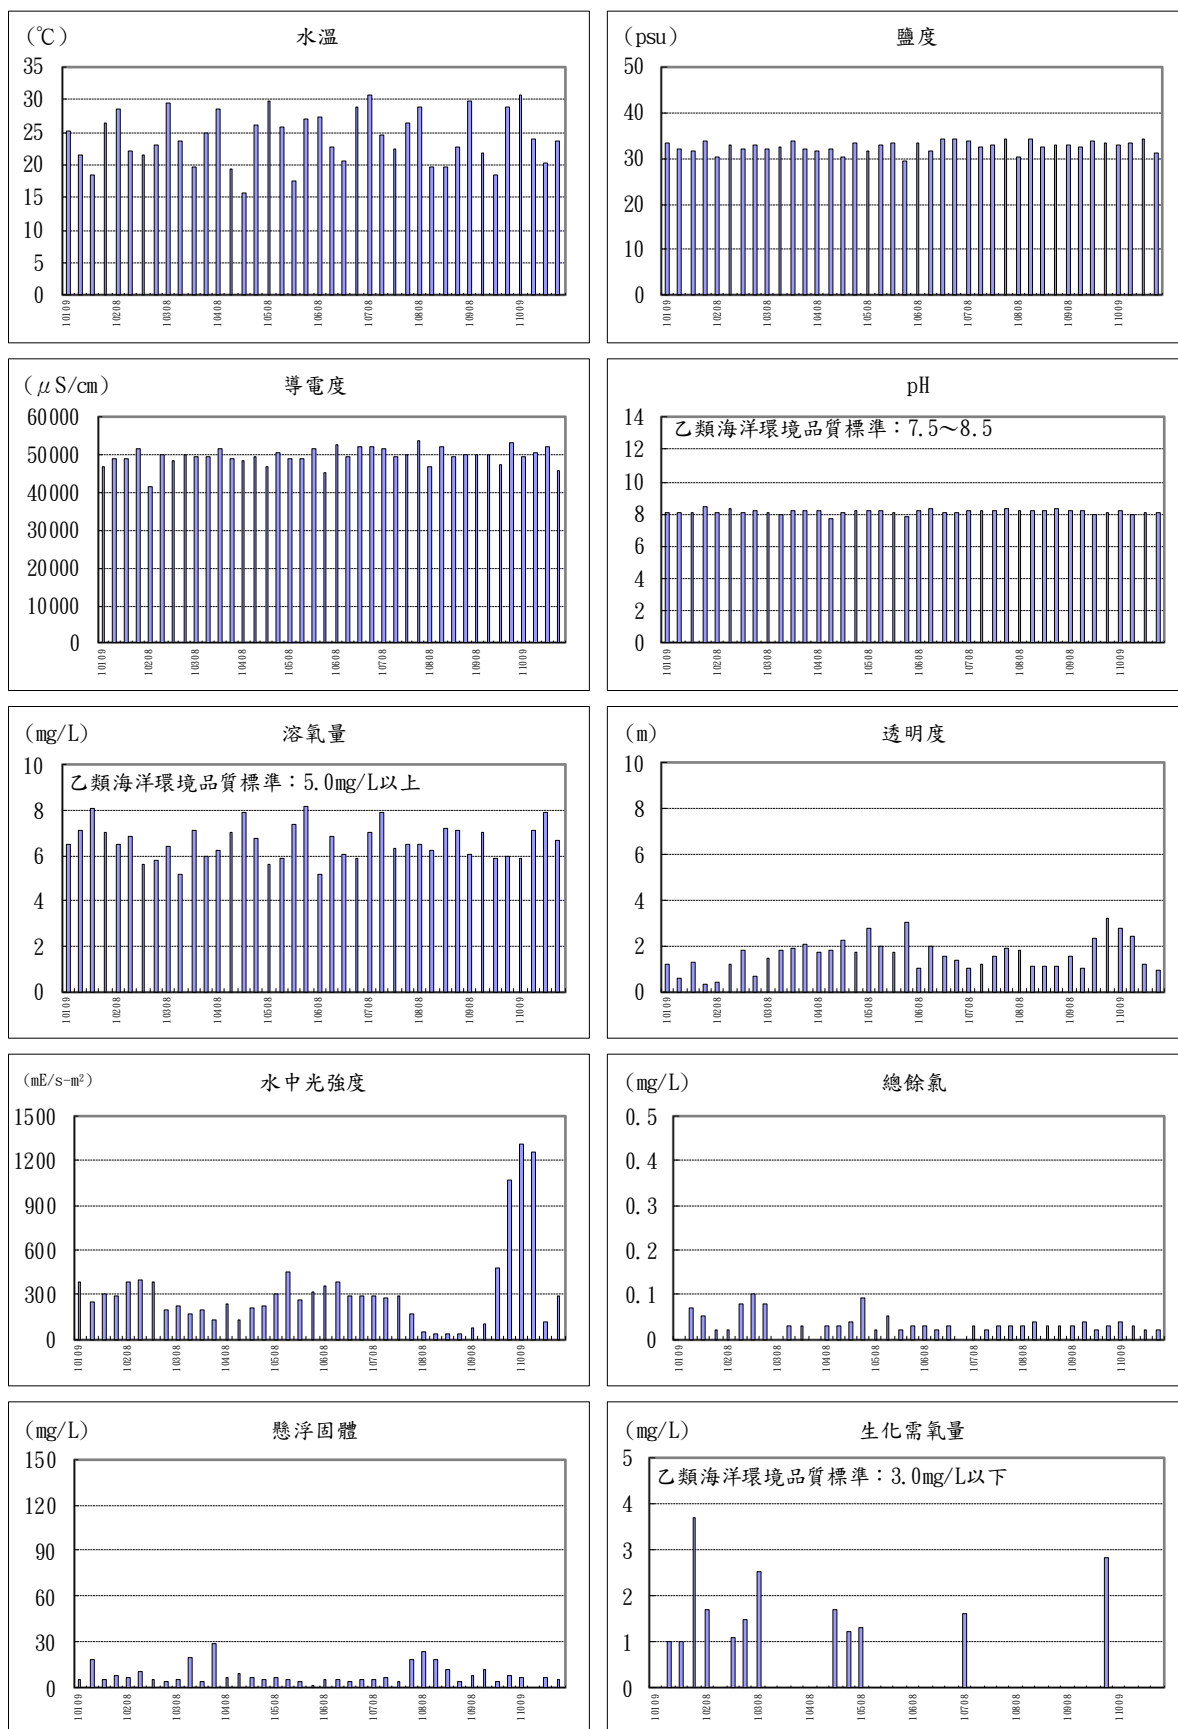 (℃) 水溫
35
30
25
20
15
10
5
0
10109 10208 10308 10408 10508 10608 10708 10808 10908 11009
(psu) 鹽度
50
40
30
20
10
0
10109 10208 10308 10408 10508 10608 10708 10808 10908 11009
(μS/cm) 導電度
60000
50000
40000
30000
20000
10000
0
10109 10208 10308 10408 10508 10608 10708 10808 10908 11009
pH
乙類海洋環境品質標準：7.5～8.5
14
12
10
8
6
4
2
0
10109 10208 10308 10408 10508 10608 10708 10808 10908 11009
(mg/L) 溶氧量
乙類海洋環境品質標準：5.0mg/L以上
10
8
6
4
2
0
10109 10208 10308 10408 10508 10608 10708 10808 10908 11009
(m) 透明度
10
8
6
4
2
0
10109 10208 10308 10408 10508 10608 10708 10808 10908 11009
(mE/s-m²) 水中光強度
1500
1200
900
600
300
0
10109 10208 10308 10408 10508 10608 10708 10808 10908 11009
(mg/L) 總餘氯
0.5
0.4
0.3
0.2
0.1
0
10109 10208 10308 10408 10508 10608 10708 10808 10908 11009
(mg/L) 懸浮固體
150
120
90
60
30
0
10109 10208 10308 10408 10508 10608 10708 10808 10908 11009
(mg/L) 生化需氧量
乙類海洋環境品質標準：3.0mg/L以下
5
4
3
2
1
0
10109 10208 10308 10408 10508 10608 10708 10808 10908 11009